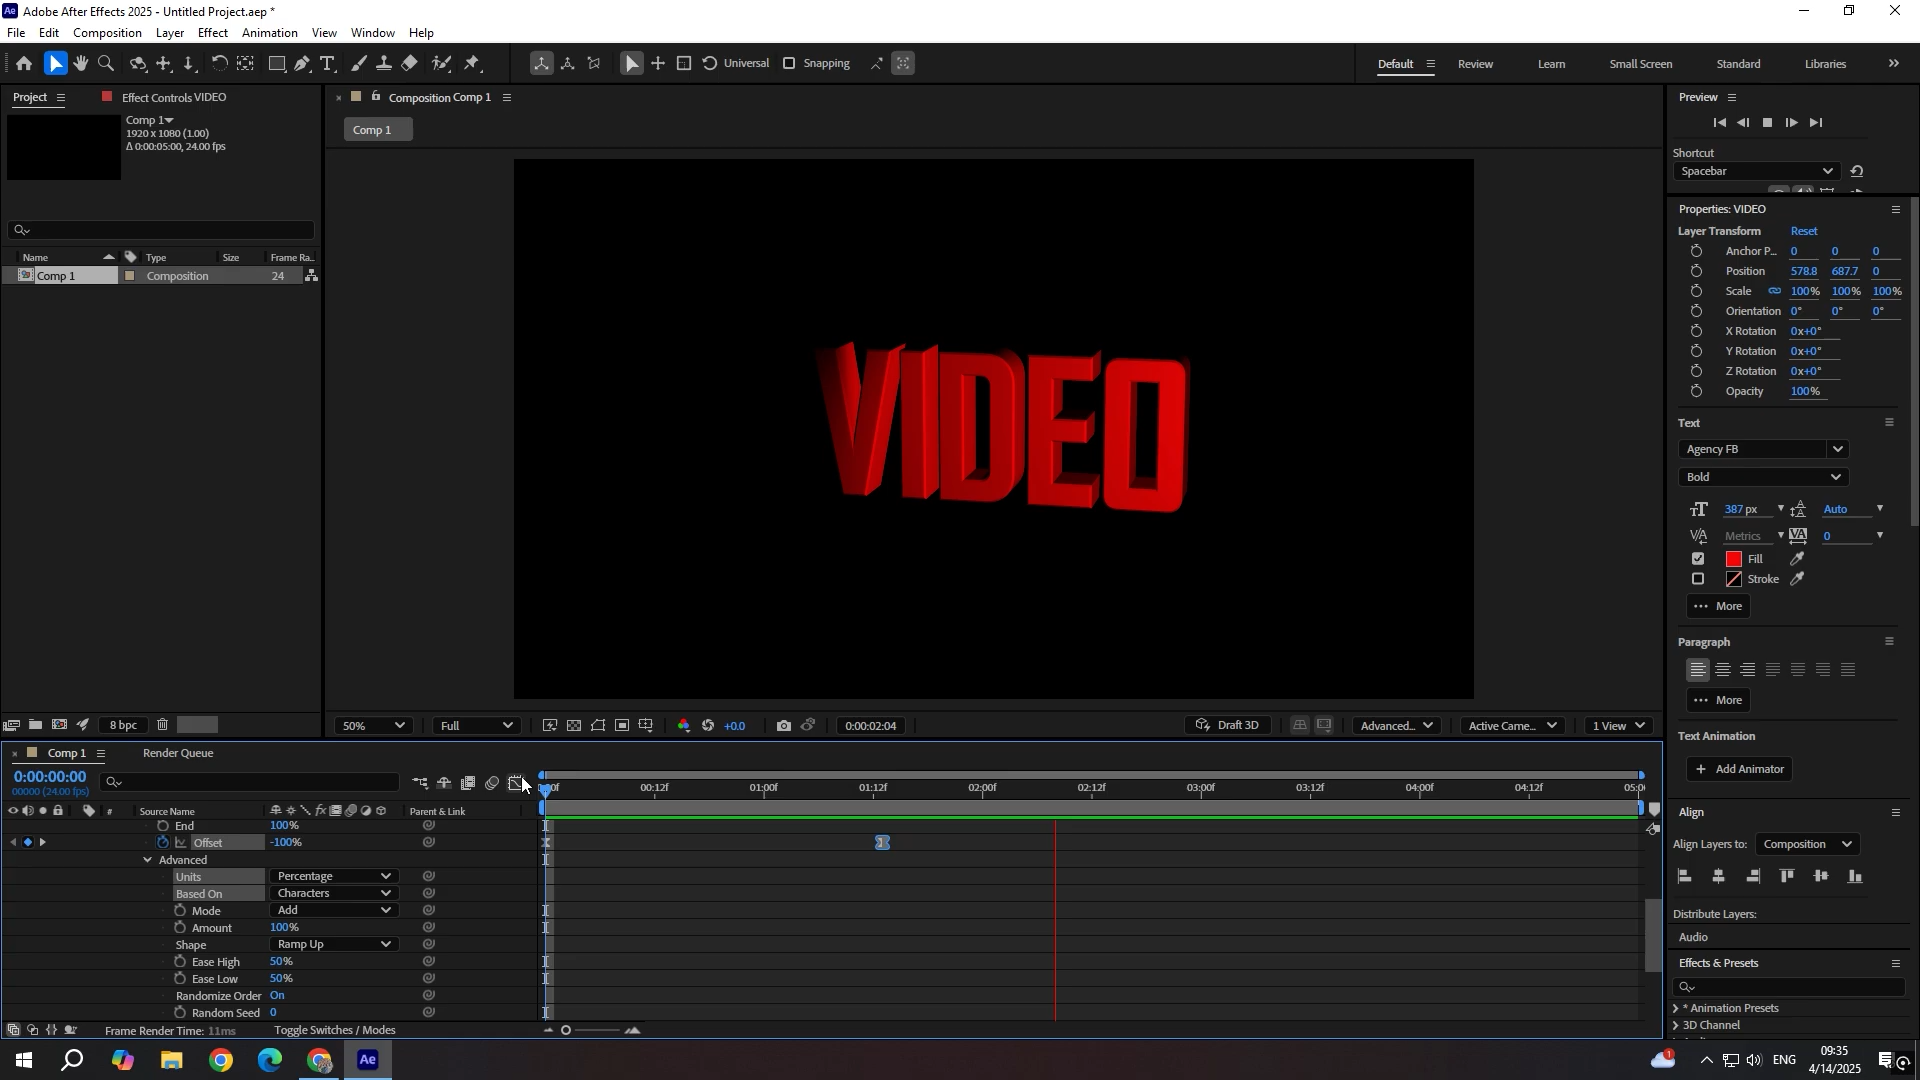 Adobe After Effects 2025 - Untitled Project.aep *
File Edit Composition Layer Effect Animation View Window Help
Universal Snapping Default Review Learn Small Screen Standard Libraries
Project Effect Controls VIDEO Composition Comp 1 Preview
Comp 1
1920 x 1080 (1.00)
Δ 0:00:05:00, 24.00 fps
Comp 1
Shortcut
Spacebar
Properties: VIDEO
Layer Transform Reset
Anchor P... 0 0 0
Position 578.8 687.7 0
Scale 100% 100% 100%
Orientation 0° 0° 0°
X Rotation 0x+0°
Y Rotation 0x+0°
Z Rotation 0x+0°
Opacity 100%
Name Type Size Frame Ra..
Comp 1 Composition 24
VIDEO
Text
Agency FB
Bold
387 px Auto
Metrics 0
Fill
Stroke
More
Paragraph
More
Text Animation
Add Animator
Align
Align Layers to: Composition
Distribute Layers:
Audio
Effects & Presets
* Animation Presets
3D Channel
8 bpc
50% Full +0.0 0:00:02:04 Draft 3D Advanced... Active Came... 1 View
Comp 1 Render Queue
0:00:00:00
00000 (24.00 fps)
00:12f 01:00f 01:12f 02:00f 02:12f 03:00f 03:12f 04:00f 04:12f
# Source Name fx Parent & Link
End 100%
Offset -100%
Advanced
Units Percentage
Based On Characters
Mode Add
Amount 100%
Shape Ramp Up
Ease High 50%
Ease Low 50%
Randomize Order On
Random Seed 0
Frame Render Time: 11ms Toggle Switches / Modes
Ae
1
ENG
09:35
4/14/2025